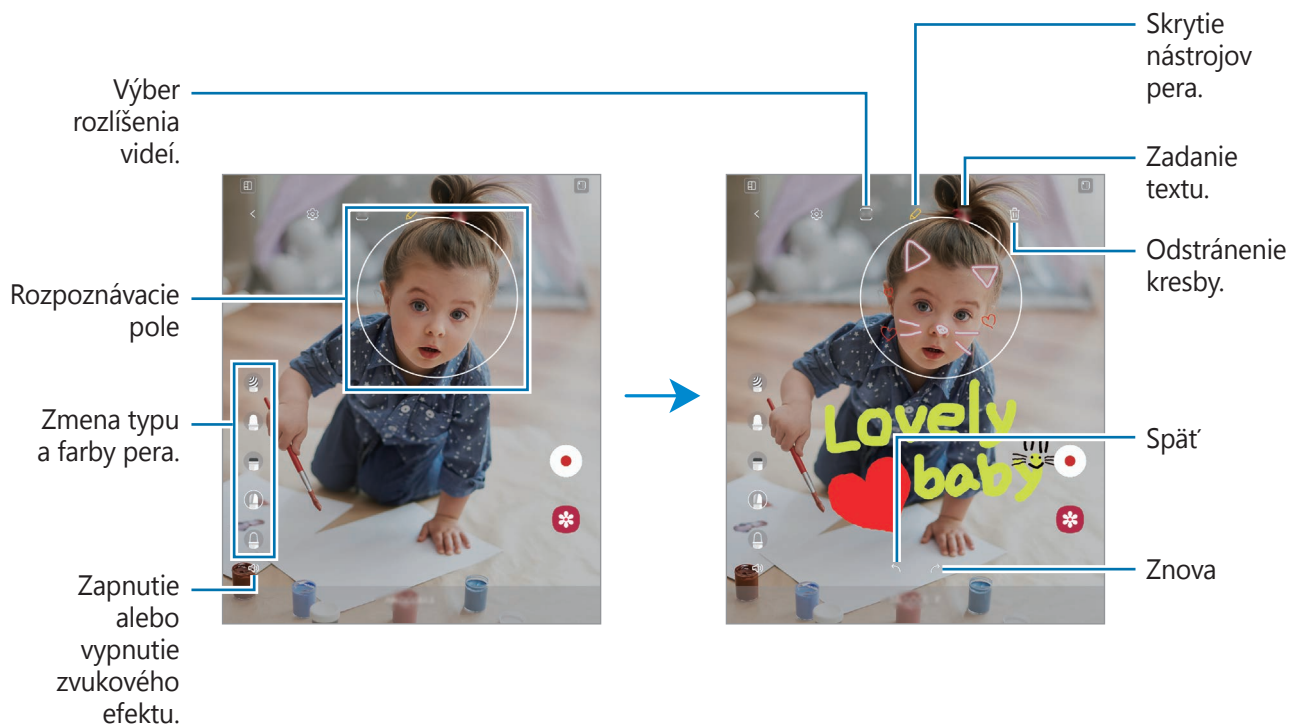 Výber
rozlíšenia
videí.
Rozpoznávacie
pole
Zmena typu
a farby pera.
Zapnutie
alebo
vypnutie
zvukového
efektu.
Skrytie
nástrojov
pera.
Zadanie
textu.
Odstránenie
kresby.
Lovely
baby
Späť
Znova